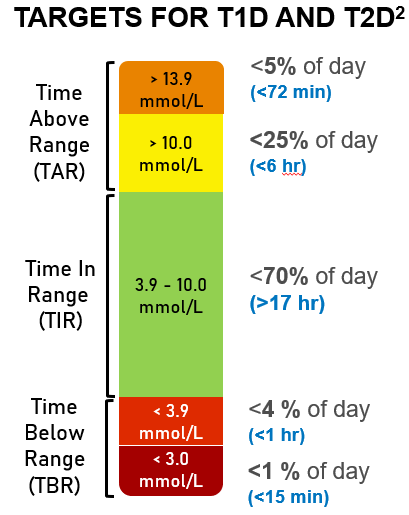 TARGETS FOR T1D AND T2D²
Time
Above
Range
(TAR)
> 13.9
mmol/L
<5% of day
(<72 min)
> 10.0
mmol/L
<25% of day
(<6 hr)
Time In
Range
(TIR)
3.9 - 10.0
mmol/L
<70% of day
(>17 hr)
Time
Below
Range
(TBR)
< 3.9
mmol/L
<4 % of day
(<1 hr)
< 3.0
mmol/L
<1 % of day
(<15 min)